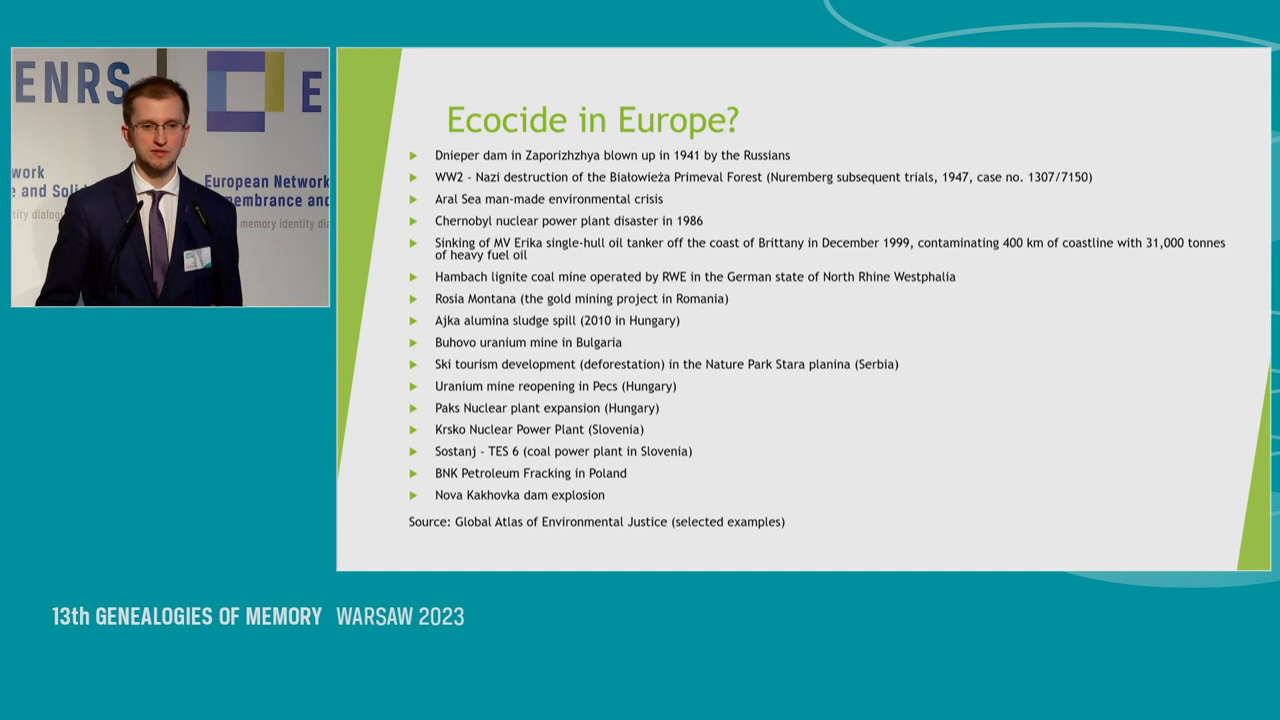 ENRS
E
work
European Network
e and Soli
emembrance and
tity dialog
memory identity dia
Ecocide in Europe?
Dnieper dam in Zaporizhzhya blown up in 1941 by the Russians
WW2 - Nazi destruction of the Białowieża Primeval Forest (Nuremberg subsequent trials, 1947, case no. 1307/7150)
Aral Sea man-made environmental crisis
Chernobyl nuclear power plant disaster in 1986
Sinking of MV Erika single-hull oil tanker off the coast of Brittany in December 1999, contaminating 400 km of coastline with 31,000 tonnes
of heavy fuel oil
Hambach lignite coal mine operated by RWE in the German state of North Rhine Westphalia
Rosia Montana (the gold mining project in Romania)
Ajka alumina sludge spill (2010 in Hungary)
Buhovo uranium mine in Bulgaria
Ski tourism development (deforestation) in the Nature Park Stara planina (Serbia)
Uranium mine reopening in Pecs (Hungary)
Paks Nuclear plant expansion (Hungary)
Krsko Nuclear Power Plant (Slovenia)
Sostanj - TES 6 (coal power plant in Slovenia)
BNK Petroleum Fracking in Poland
Nova Kakhovka dam explosion
Source: Global Atlas of Environmental Justice (selected examples)
13th GENEALOGIES OF MEMORY WARSAW 2023